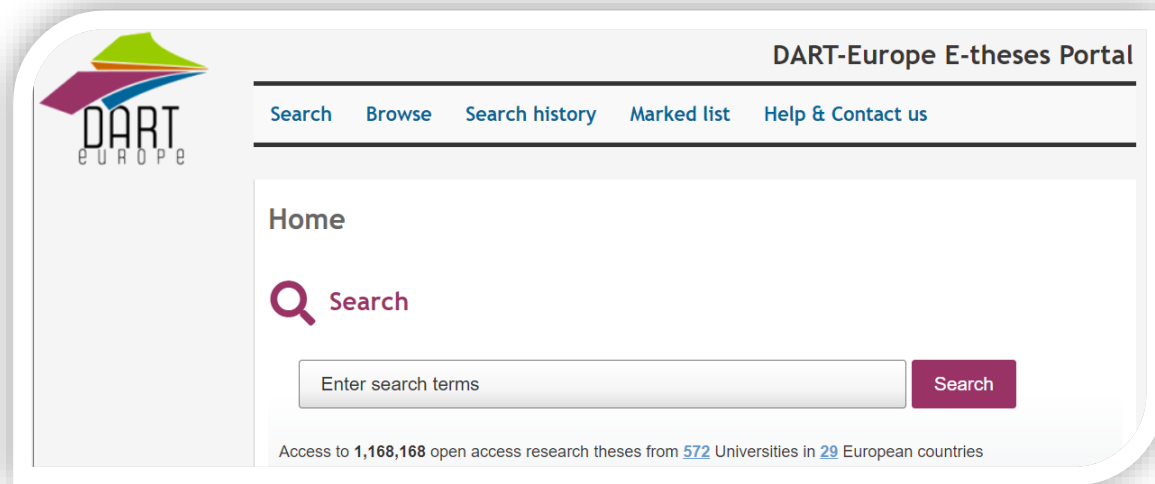 DART
europe
DART-Europe E-theses Portal
Search Browse Search history Marked list Help & Contact us
Home
Search
Enter search terms Search
Access to 1,168,168 open access research theses from 572 Universities in 29 European countries